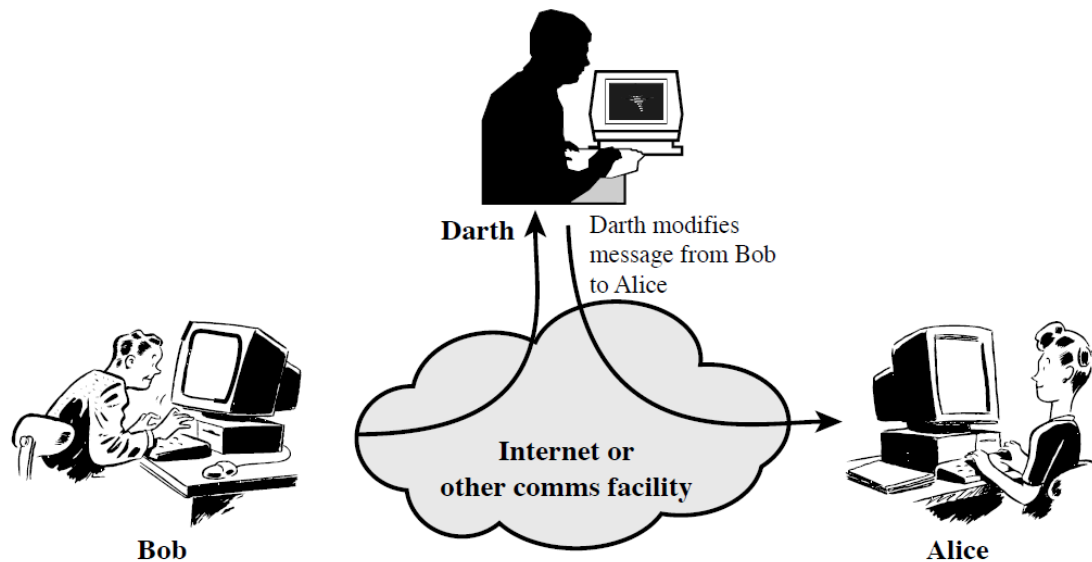 Darth
Darth modifies
message from Bob
to Alice
Internet or
other comms facility
Bob
Alice